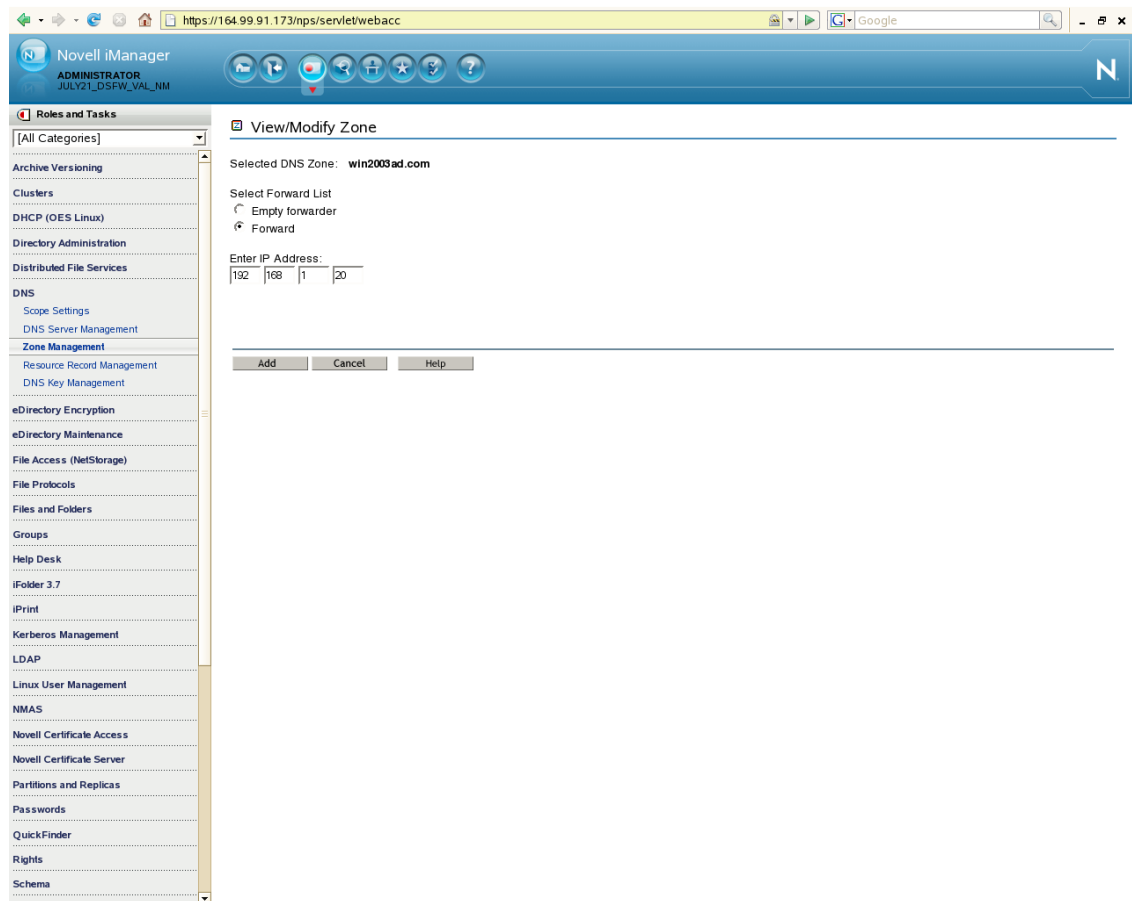 https://164.99.91.173/nps/servlet/webacc
G Google
Novell iManager
ADMINISTRATOR
JULY21_DSFW_VAL_NM
N
Roles and Tasks
[All Categories]
Archive Versioning
Clusters
DHCP (OES Linux)
Directory Administration
Distributed File Services
DNS
Scope Settings
DNS Server Management
Zone Management
Resource Record Management
DNS Key Management
eDirectory Encryption
eDirectory Maintenance
File Access (NetStorage)
File Protocols
Files and Folders
Groups
Help Desk
iFolder 3.7
iPrint
Kerberos Management
LDAP
Linux User Management
NMAS
Novell Certificate Access
Novell Certificate Server
Partitions and Replicas
Passwords
QuickFinder
Rights
Schema
View/Modify Zone
Selected DNS Zone: win2003ad.com
Select Forward List
Empty forwarder
Forward
Enter IP Address:
192 168 1 20
Add Cancel Help